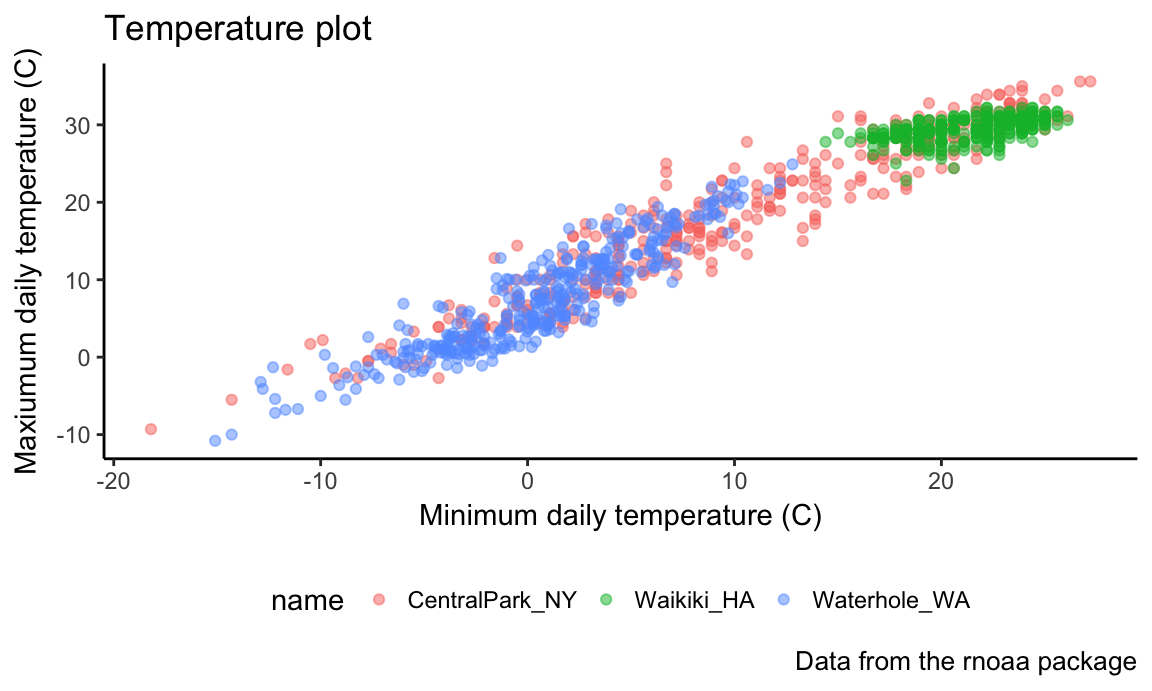 Temperature plot
Maxiumum daily temperature (C)
30
20
10
0
-10
-20 -10 0 10 20
Minimum daily temperature (C)
name CentralPark_NY Waikiki_HA Waterhole_WA
Data from the rnoaa package